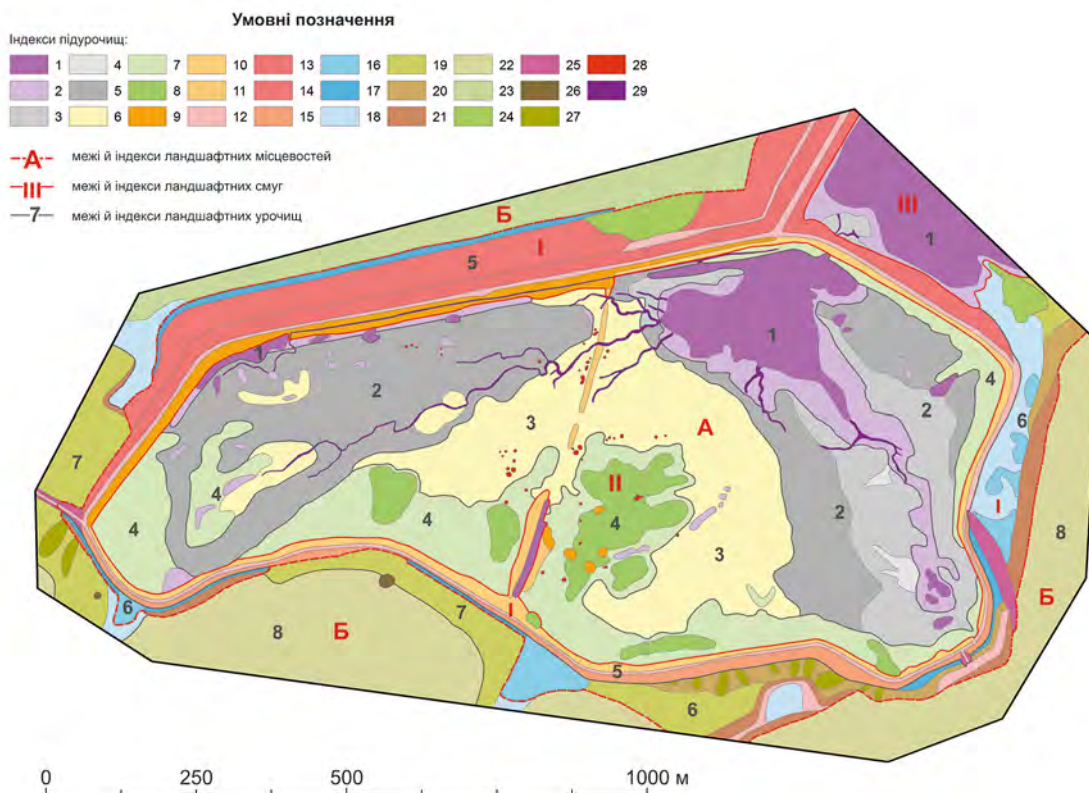 Умовні позначення
Індекси підурочищ:
1 4 7 10 13 16 19 22 25 28
2 5 8 11 14 17 20 23 26 29
3 6 9 12 15 18 21 24 27
А межі й індекси ландшафтних місцевостей
III межі й індекси ландшафтних смуг
7 межі й індекси ландшафтних урочищ
Б
III
I
1
5
1
1
2
4
2
3
6
А
7
4
II
I
4
4
4
2
3
8
Б
6
7
I
8
Б
5
6
0 250 500 1000 м